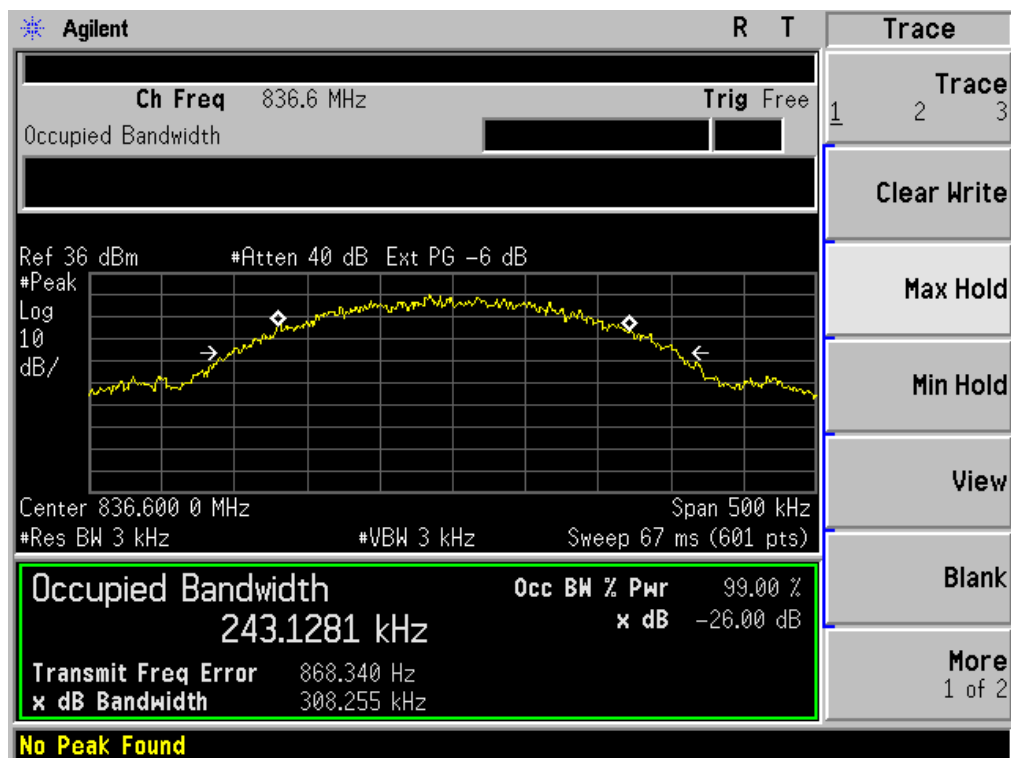 Agilent R T Trace
Ch Freq 836.6 MHz Trig Free
Occupied Bandwidth
Trace
1 2 3
Clear Write
Ref 36 dBm #Atten 40 dB Ext PG -6 dB
#Peak
Log
10
dB/
Max Hold
Min Hold
View
Center 836.600 0 MHz Span 500 kHz
#Res BW 3 kHz #VBW 3 kHz Sweep 67 ms (601 pts)
Occupied Bandwidth
243.1281 kHz
Occ BW % Pwr 99.00 %
x dB -26.00 dB
Transmit Freq Error 868.340 Hz
x dB Bandwidth 308.255 kHz
Blank
More
1 of 2
No Peak Found